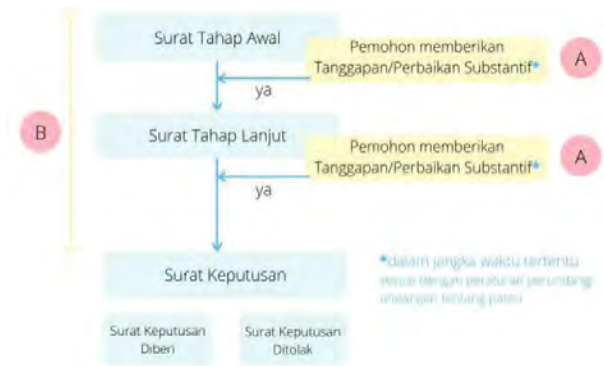 Surat Tahap Awal
Pemohon memberikan
Tanggapan/Perbaikan Substantif*
A
ya
B
Surat Tahap Lanjut
Pemohon memberikan
Tanggapan/Perbaikan Substantif*
A
ya
Surat Keputusan
*dalam jangka waktu tertentu
sesuai dengan peraturan perundang
undangan tentang paten
Surat Keputusan
Diberi
Surat Keputusan
Ditolak